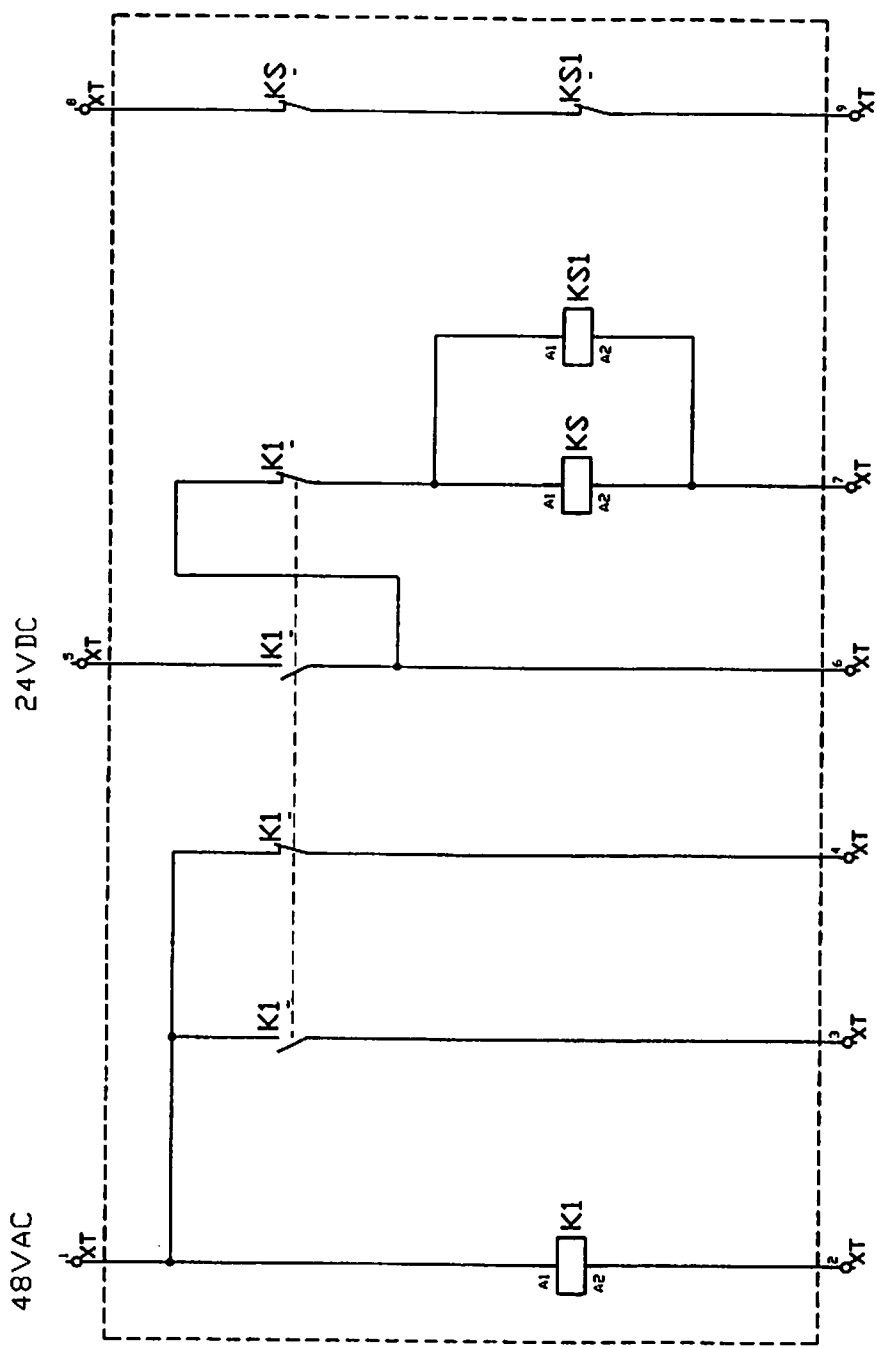 48VAC 24VDC
1 5 8
XT XT XT
K1 K1 K1 K1 KS
A1 A1 A1
K1 KS KS1 KS1
A2 A2 A2
2 3 4 6 7 9
XT XT XT XT XT XT